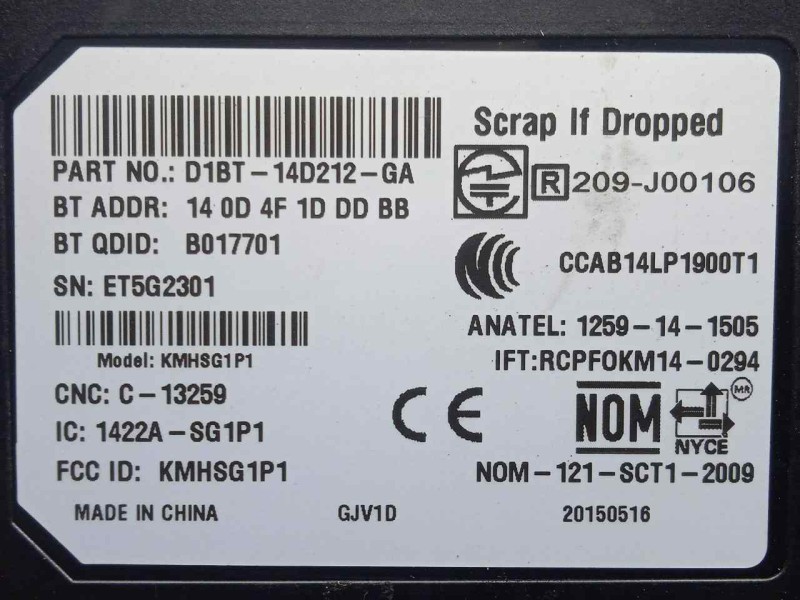 Scrap If Dropped
PART NO.: D1BT-14D212-GA
R 209-J00106
BT ADDR: 14 0D 4F 1D DD BB
BT QDID: B017701
CCAB14LP1900T1
SN: ET5G2301
ANATEL: 1259-14-1505
Model: KMHSG1P1
IFT:RCPFOKM14-0294
CNC: C-13259
CE
NOM
MR
IC: 1422A-SG1P1
NYCE
FCC ID: KMHSG1P1
NOM-121-SCT1-2009
MADE IN CHINA GJV1D 20150516